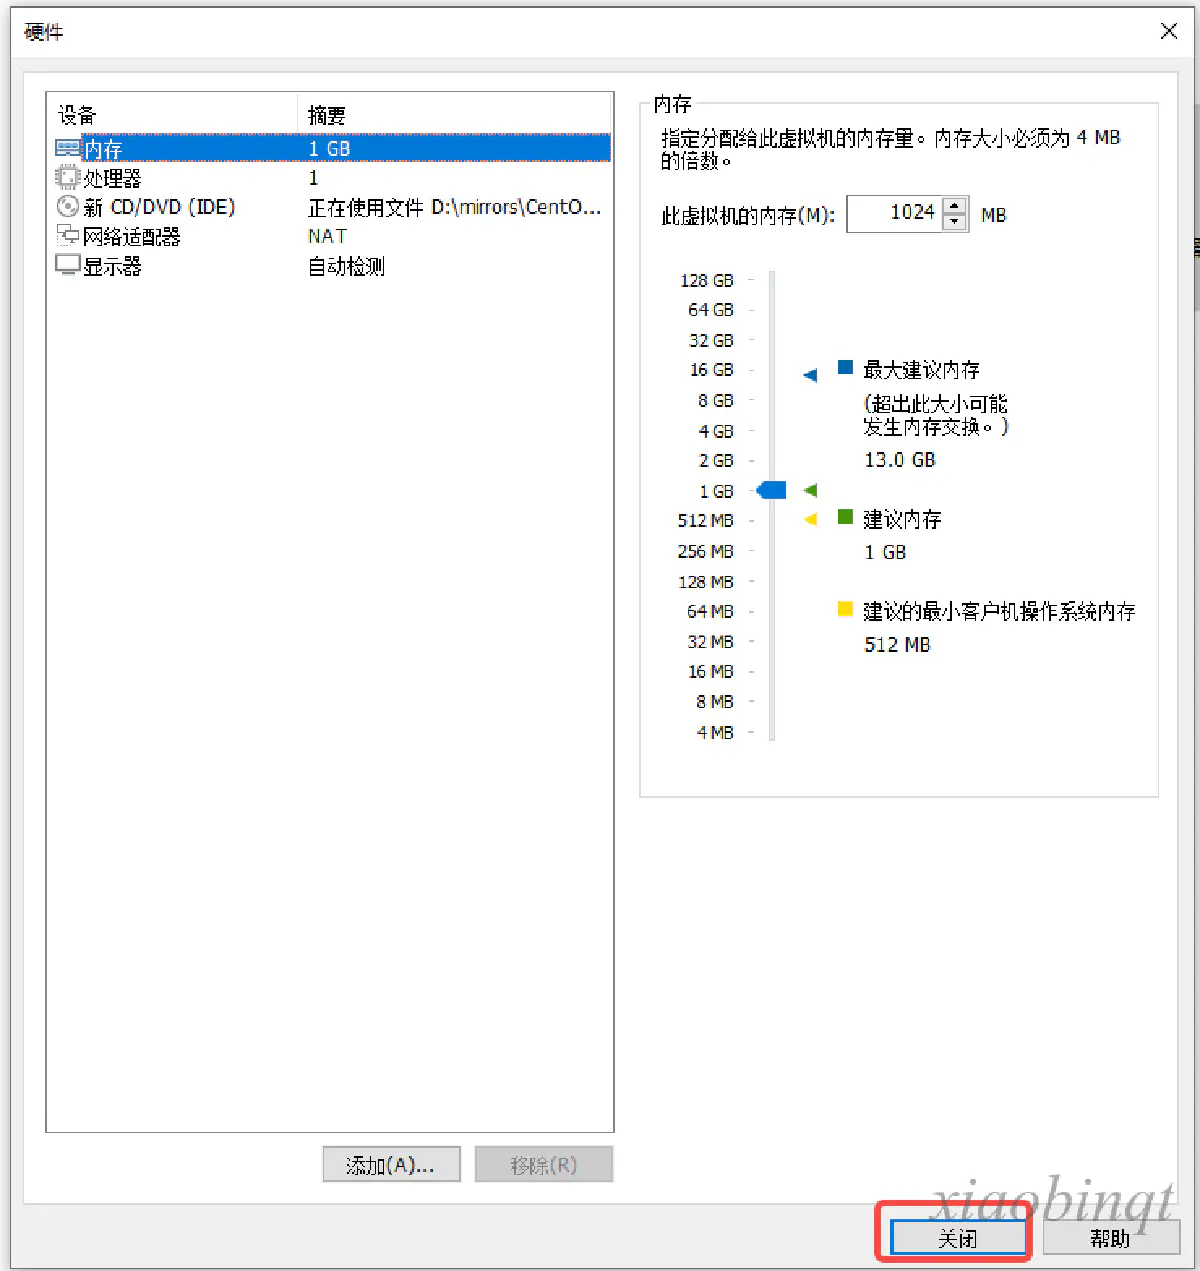 硬件
设备 摘要
内存 1 GB
处理器 1
新 CD/DVD (IDE) 正在使用文件 D:\mirrors\CentO...
网络适配器 NAT
显示器 自动检测
添加(A)... 移除(R)
内存
指定分配给此虚拟机的内存量。内存大小必须为 4 MB
的倍数。
此虚拟机的内存(M): 1024 MB
128 GB
64 GB
32 GB
16 GB
8 GB
4 GB
2 GB
1 GB
512 MB
256 MB
128 MB
64 MB
32 MB
16 MB
8 MB
4 MB
最大建议内存
(超出此大小可能
发生内存交换。)
13.0 GB
建议内存
1 GB
建议的最小客户机操作系统内存
512 MB
xiaobinqt
关闭 帮助